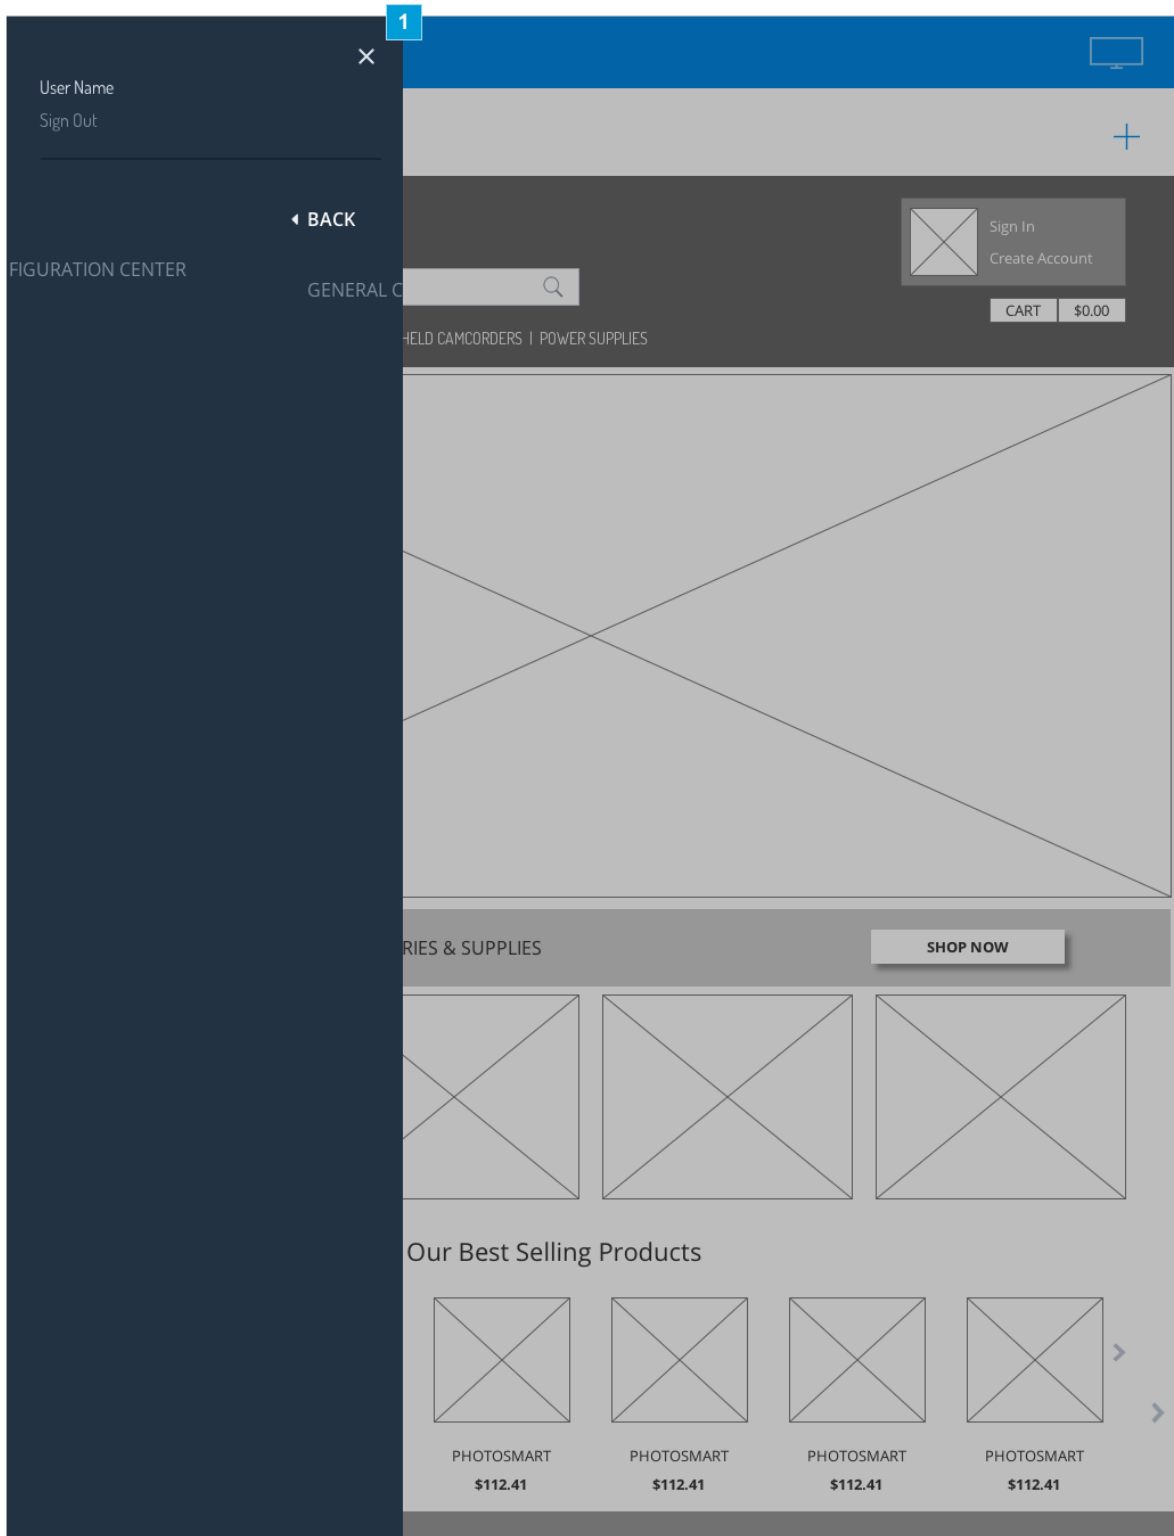 1
User Name
Sign Out
BACK
FIGURATION CENTER
GENERAL C
Sign In
Create Account
CART $0.00
HELD CAMCORDERS | POWER SUPPLIES
RIES & SUPPLIES
SHOP NOW
Our Best Selling Products
PHOTOSMART PHOTOSMART PHOTOSMART PHOTOSMART
$112.41 $112.41 $112.41 $112.41